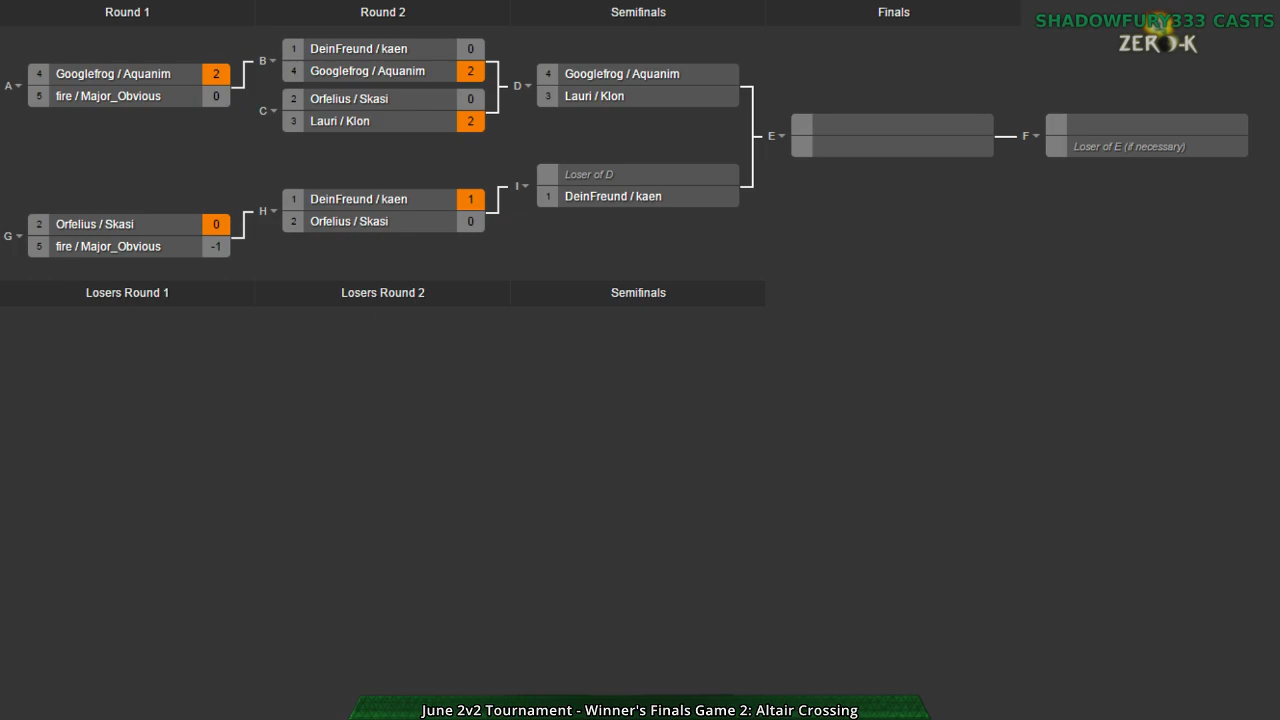 Round 1
Round 2
Semifinals
Finals
SHADOWFURY333 CASTS
ZERO-K
A
4 Googlefrog / Aquanim 2
5 fire / Major_Obvious 0
B
1 DeinFreund / kaen 0
4 Googlefrog / Aquanim 2
C
2 Orfelius / Skasi 0
3 Lauri / Klon 2
D
4 Googlefrog / Aquanim
3 Lauri / Klon
E
F
Loser of E (if necessary)
G
2 Orfelius / Skasi 0
5 fire / Major_Obvious -1
H
1 DeinFreund / kaen 1
2 Orfelius / Skasi 0
I
Loser of D
1 DeinFreund / kaen
Losers Round 1
Losers Round 2
Semifinals
June 2v2 Tournament - Winner's Finals Game 2: Altair Crossing